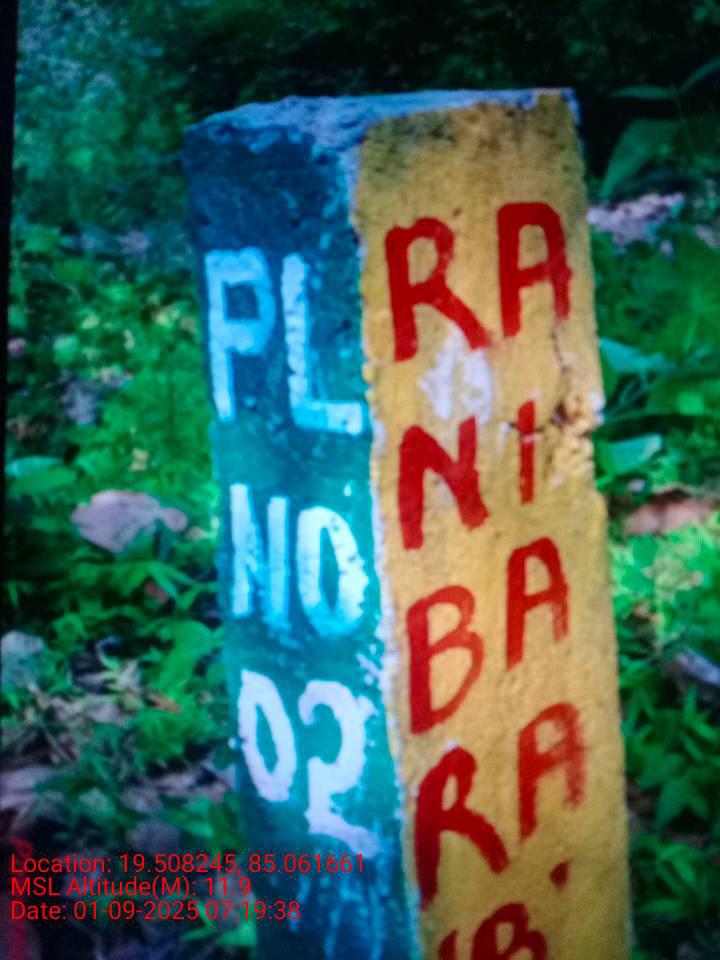 PL
NO
02
RA
NI
BA
RA
Location: 19.508245, 85.061661
MSL Altitude(M): 11.9
Date: 01-09-2025 07:19:38